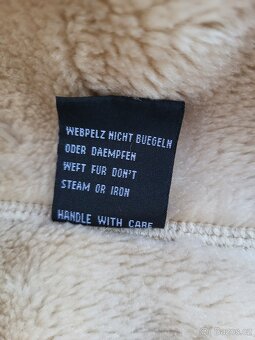 WEBPELZ NICHT BUEGELN
ODER DAEMPFEN
WEFT FUR DON'T
STEAM OR IRON
HANDLE WITH CARE